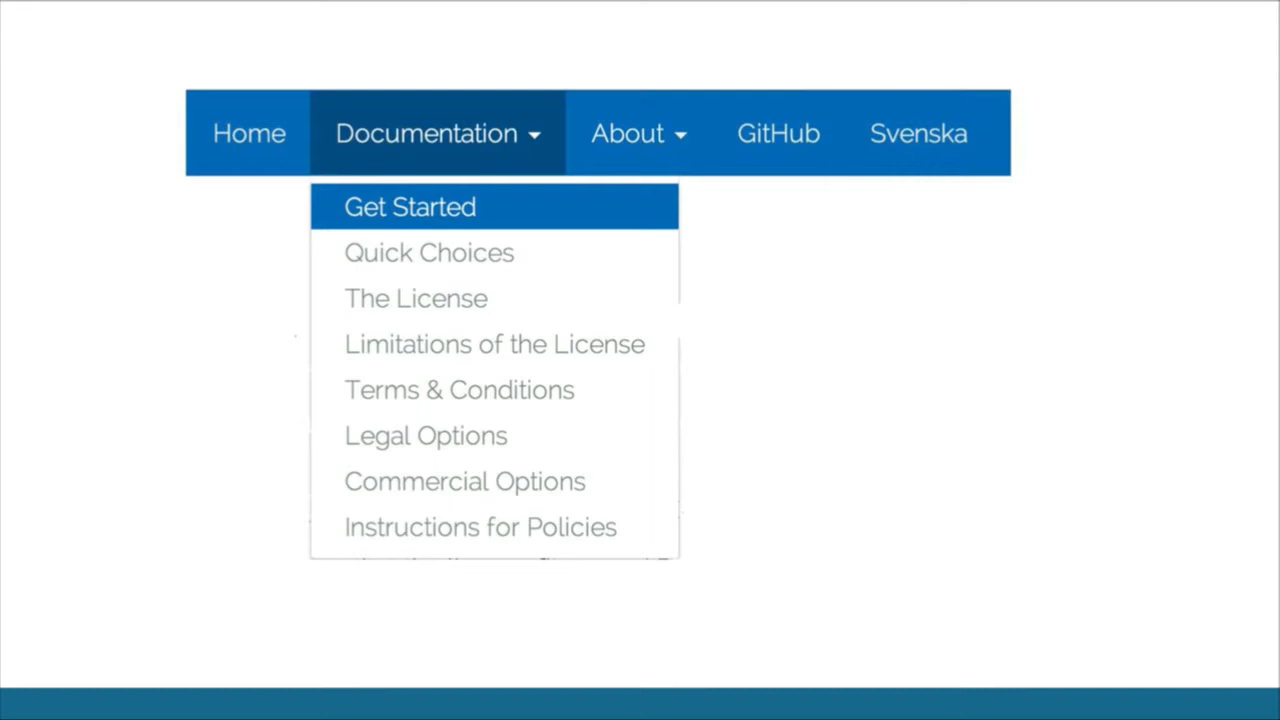 Home Documentation About GitHub Svenska
Get Started
Quick Choices
The License
Limitations of the License
Terms & Conditions
Legal Options
Commercial Options
Instructions for Policies